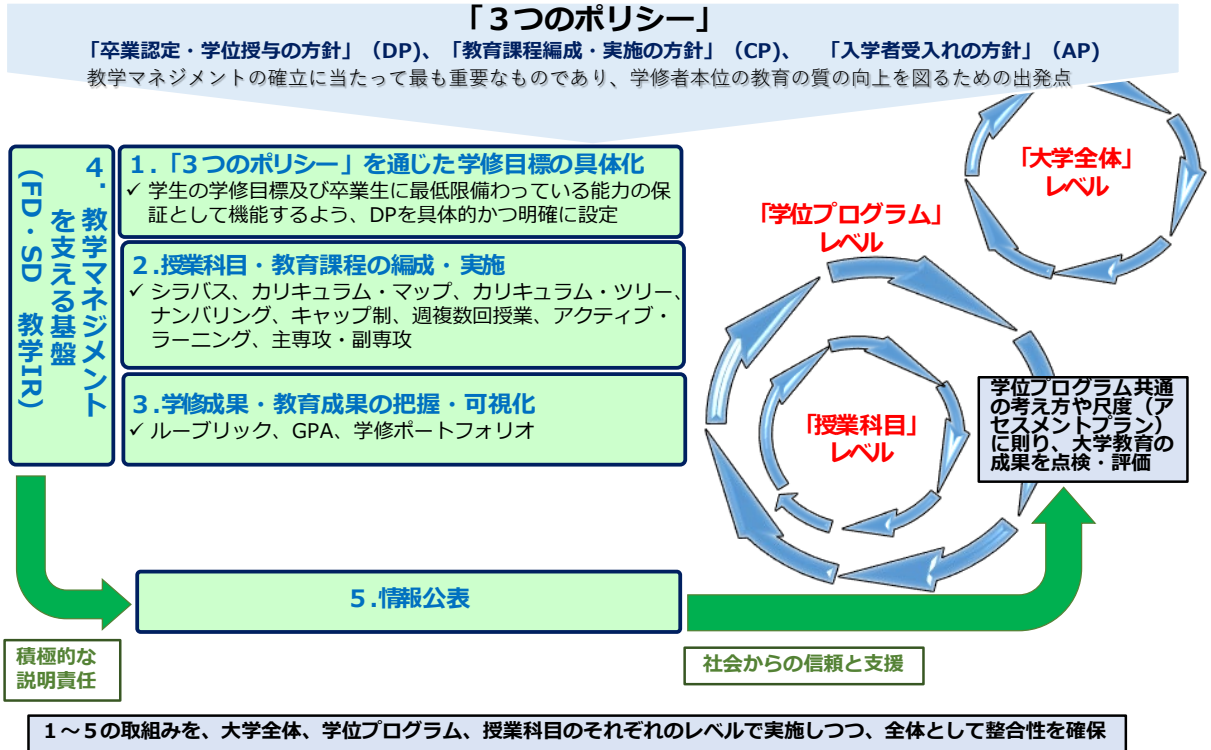 「３つのポリシー」
「卒業認定・学位授与の方針」（DP)、「教育課程編成・実施の方針」（CP）、　「入学者受入れの方針」（AP)
教学マネジメントの確立に当たって最も重要なものであり、学修者本位の教育の質の向上を図るための出発点
４．教学マネジメント
を支える基盤
（FD・SD　教学IR）
１.「３つのポリシー」を通じた学修目標の具体化
✓ 学生の学修目標及び卒業生に最低限備わっている能力の保
証として機能するよう、DPを具体的かつ明確に設定
２.授業科目・教育課程の編成・実施
✓ シラバス、カリキュラム・マップ、カリキュラム・ツリー、
ナンバリング、キャップ制、週複数回授業、アクティブ・
ラーニング、主専攻・副専攻
３.学修成果・教育成果の把握・可視化
✓ ルーブリック、GPA、学修ポートフォリオ
「大学全体」
レベル
「学位プログラム」
レベル
「授業科目」
レベル
学位プログラム共通
の考え方や尺度（ア
セスメントプラン）
に則り、大学教育の
成果を点検・評価
５.情報公表
積極的な
説明責任
社会からの信頼と支援
１～５の取組みを、大学全体、学位プログラム、授業科目のそれぞれのレベルで実施しつつ、全体として整合性を確保